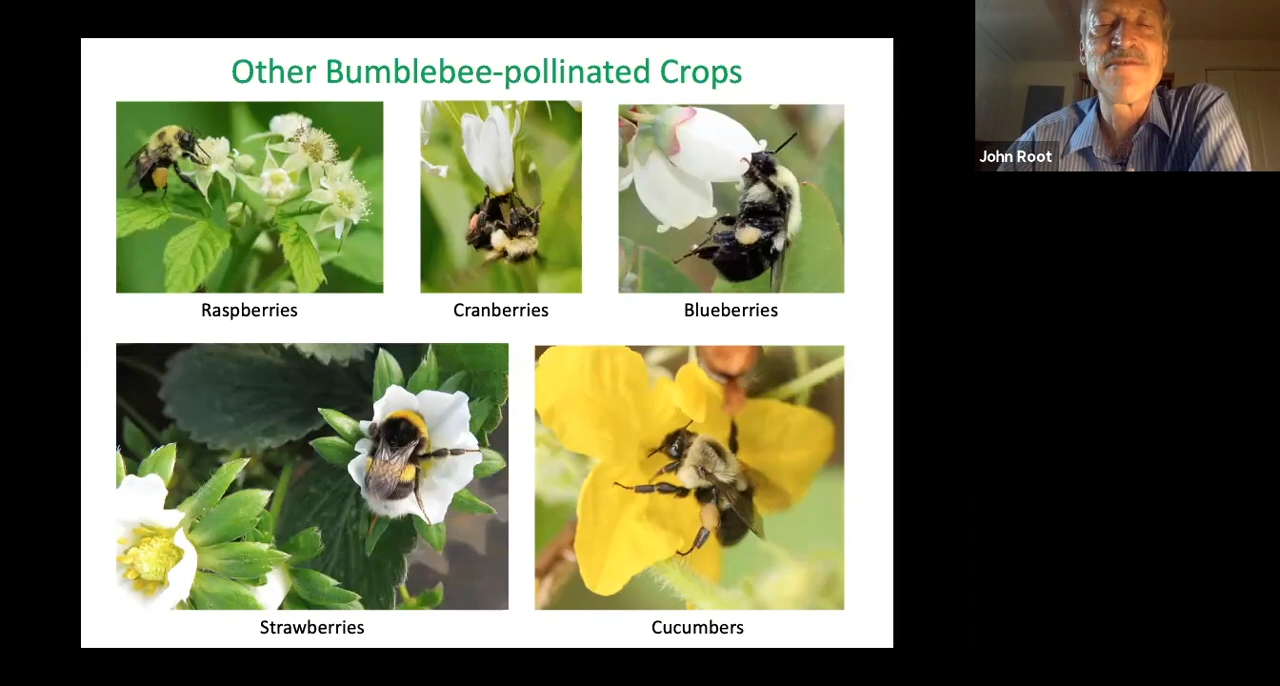 Other Bumblebee-pollinated Crops
John Root
Raspberries
Cranberries
Blueberries
Strawberries
Cucumbers